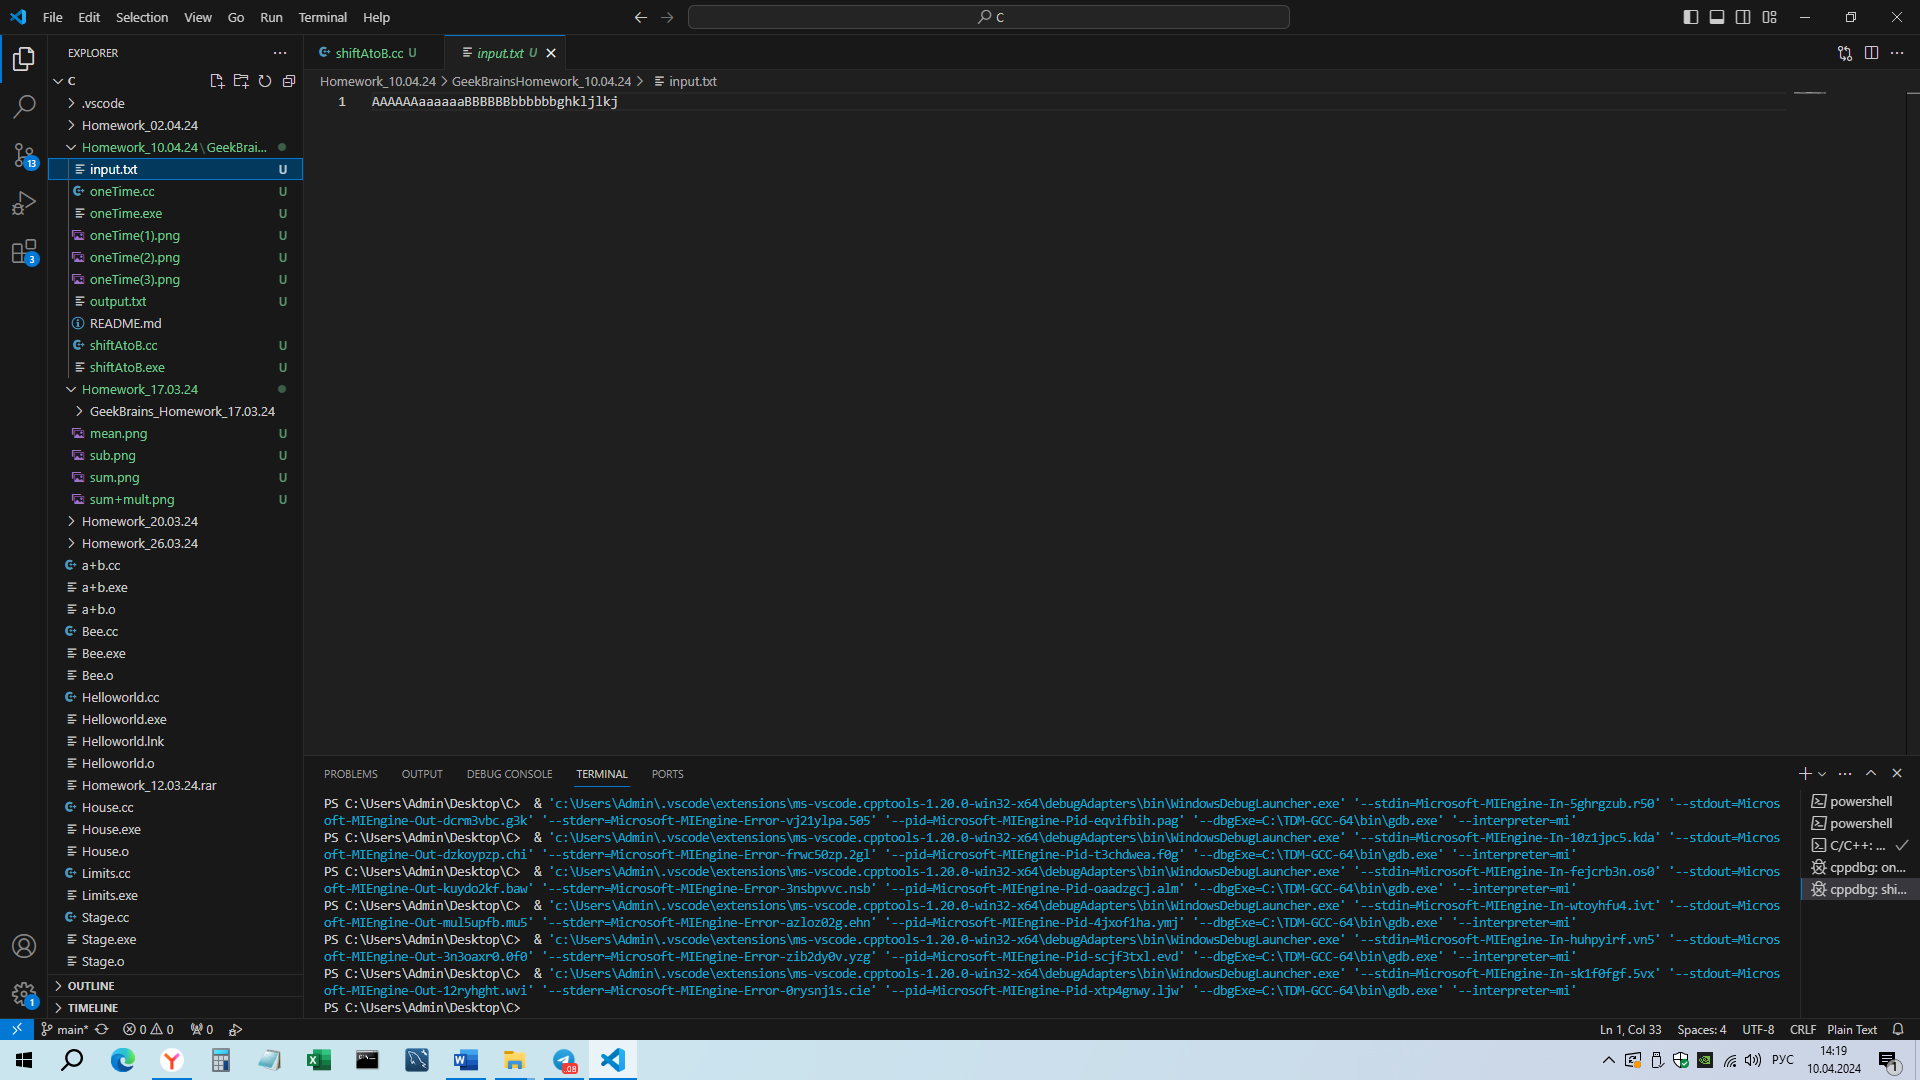 File Edit Selection View Go Run Terminal Help
C
EXPLORER
C
.vscode
Homework_02.04.24
Homework_10.04.24\GeekBrai...
input.txt U
oneTime.cc U
oneTime.exe U
oneTime(1).png U
oneTime(2).png U
oneTime(3).png U
output.txt U
README.md
shiftAtoB.cc U
shiftAtoB.exe U
Homework_17.03.24
GeekBrains_Homework_17.03.24
mean.png U
sub.png U
sum.png U
sum+mult.png U
Homework_20.03.24
Homework_26.03.24
a+b.cc
a+b.exe
a+b.o
Bee.cc
Bee.exe
Bee.o
Helloworld.cc
Helloworld.exe
Helloworld.lnk
Helloworld.o
Homework_12.03.24.rar
House.cc
House.exe
House.o
Limits.cc
Limits.exe
Stage.cc
Stage.exe
Stage.o
OUTLINE
TIMELINE
13
3
1
shiftAtoB.cc U
input.txt U
Homework_10.04.24 > GeekBrainsHomework_10.04.24 > input.txt
1 AAAAAAaaaaaaBBBBBBbbbbbbghkljlkj
PROBLEMS OUTPUT DEBUG CONSOLE TERMINAL PORTS
PS C:\Users\Admin\Desktop\C> & 'c:\Users\Admin\.vscode\extensions\ms-vscode.cpptools-1.20.0-win32-x64\debugAdapters\bin\WindowsDebugLauncher.exe' '--stdin=Microsoft-MIEngine-In-5ghrgzub.r50' '--stdout=Micros
oft-MIEngine-Out-dcrm3vbc.g3k' '--stderr=Microsoft-MIEngine-Error-vj21ylpa.505' '--pid=Microsoft-MIEngine-Pid-eqvifbih.pag' '--dbgExe=C:\TDM-GCC-64\bin\gdb.exe' '--interpreter=mi'
PS C:\Users\Admin\Desktop\C> & 'c:\Users\Admin\.vscode\extensions\ms-vscode.cpptools-1.20.0-win32-x64\debugAdapters\bin\WindowsDebugLauncher.exe' '--stdin=Microsoft-MIEngine-In-10z1jpc5.kda' '--stdout=Micros
oft-MIEngine-Out-dzkoypzp.chi' '--stderr=Microsoft-MIEngine-Error-frwc50zp.2gl' '--pid=Microsoft-MIEngine-Pid-t3chdwea.f0g' '--dbgExe=C:\TDM-GCC-64\bin\gdb.exe' '--interpreter=mi'
PS C:\Users\Admin\Desktop\C> & 'c:\Users\Admin\.vscode\extensions\ms-vscode.cpptools-1.20.0-win32-x64\debugAdapters\bin\WindowsDebugLauncher.exe' '--stdin=Microsoft-MIEngine-In-fejcrb3n.os0' '--stdout=Micros
oft-MIEngine-Out-kuydo2kf.baw' '--stderr=Microsoft-MIEngine-Error-3nsbpvvc.nsb' '--pid=Microsoft-MIEngine-Pid-oaadzgcj.alm' '--dbgExe=C:\TDM-GCC-64\bin\gdb.exe' '--interpreter=mi'
PS C:\Users\Admin\Desktop\C> & 'c:\Users\Admin\.vscode\extensions\ms-vscode.cpptools-1.20.0-win32-x64\debugAdapters\bin\WindowsDebugLauncher.exe' '--stdin=Microsoft-MIEngine-In-wtoyhfu4.ivt' '--stdout=Micros
oft-MIEngine-Out-mul5upfb.mu5' '--stderr=Microsoft-MIEngine-Error-azloz02g.ehn' '--pid=Microsoft-MIEngine-Pid-4jxof1ha.ymj' '--dbgExe=C:\TDM-GCC-64\bin\gdb.exe' '--interpreter=mi'
PS C:\Users\Admin\Desktop\C> & 'c:\Users\Admin\.vscode\extensions\ms-vscode.cpptools-1.20.0-win32-x64\debugAdapters\bin\WindowsDebugLauncher.exe' '--stdin=Microsoft-MIEngine-In-huhpyirf.vn5' '--stdout=Micros
oft-MIEngine-Out-3n3oaxr0.0f0' '--stderr=Microsoft-MIEngine-Error-zib2dy0v.yzg' '--pid=Microsoft-MIEngine-Pid-scjf3txl.evd' '--dbgExe=C:\TDM-GCC-64\bin\gdb.exe' '--interpreter=mi'
PS C:\Users\Admin\Desktop\C> & 'c:\Users\Admin\.vscode\extensions\ms-vscode.cpptools-1.20.0-win32-x64\debugAdapters\bin\WindowsDebugLauncher.exe' '--stdin=Microsoft-MIEngine-In-sk1f0fgf.5vx' '--stdout=Micros
oft-MIEngine-Out-12ryhght.wvi' '--stderr=Microsoft-MIEngine-Error-0rysnj1s.cie' '--pid=Microsoft-MIEngine-Pid-xtp4gnwy.ljw' '--dbgExe=C:\TDM-GCC-64\bin\gdb.exe' '--interpreter=mi'
PS C:\Users\Admin\Desktop\C>
powershell
powershell
C/C++: ...
cppdbg: on...
cppdbg: shi...
main* 0 0 0
Ln 1, Col 33 Spaces: 4 UTF-8 CRLF Plain Text
РУС
14:19
10.04.2024
1